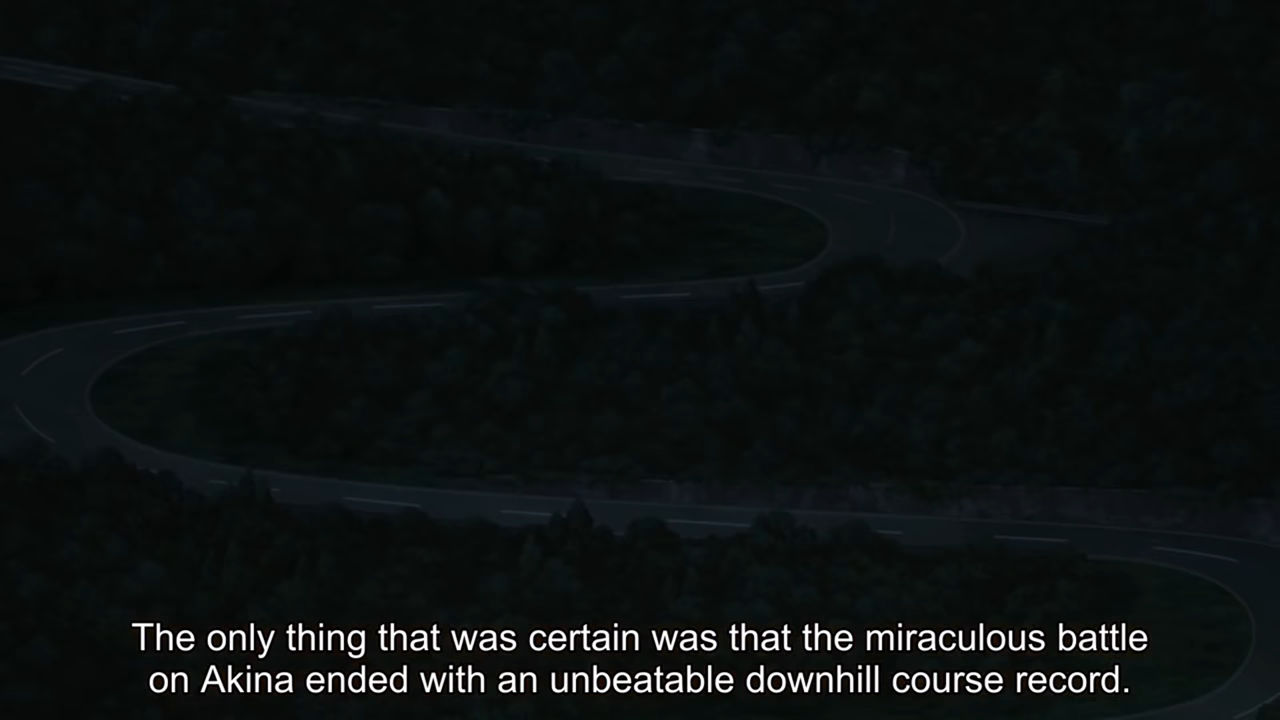 The only thing that was certain was that the miraculous battle
on Akina ended with an unbeatable downhill course record.